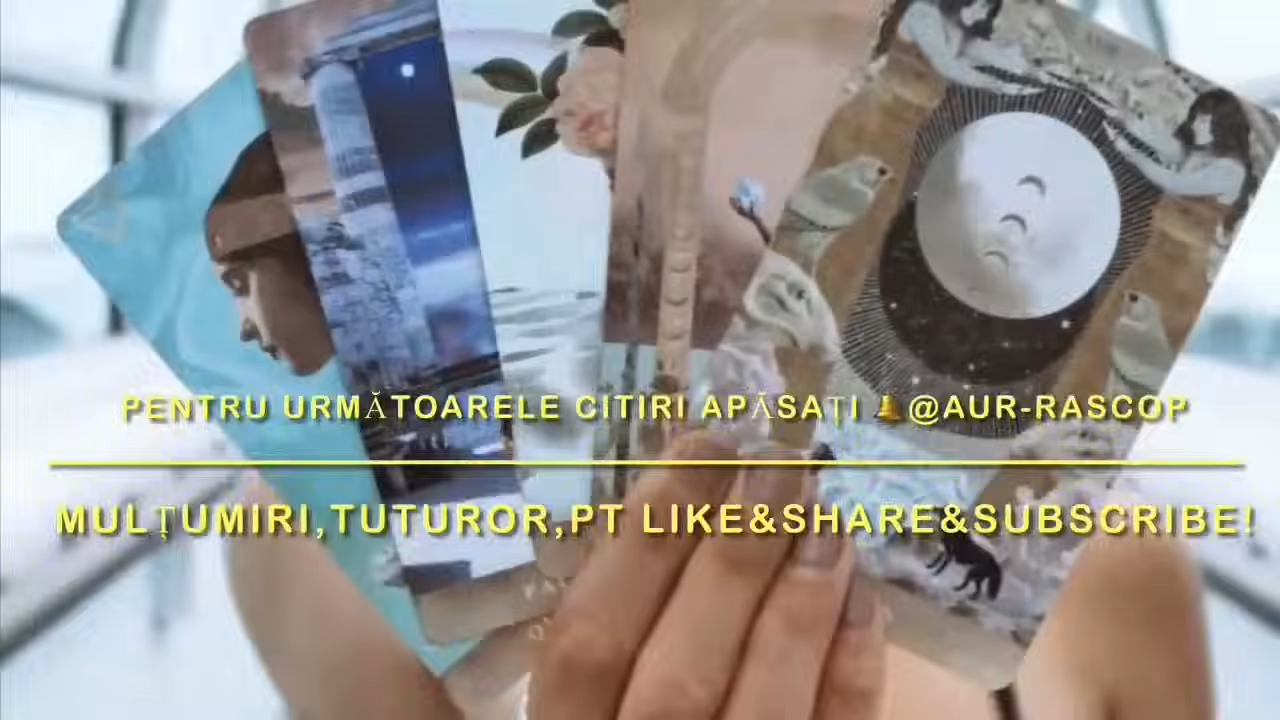 PENTRU URMĂTOARELE CITIRI APĂSAȚI 🔔@AUR-RASCOP
MULȚUMIRI,TUTUROR,PT LIKE&SHARE&SUBSCRIBE!